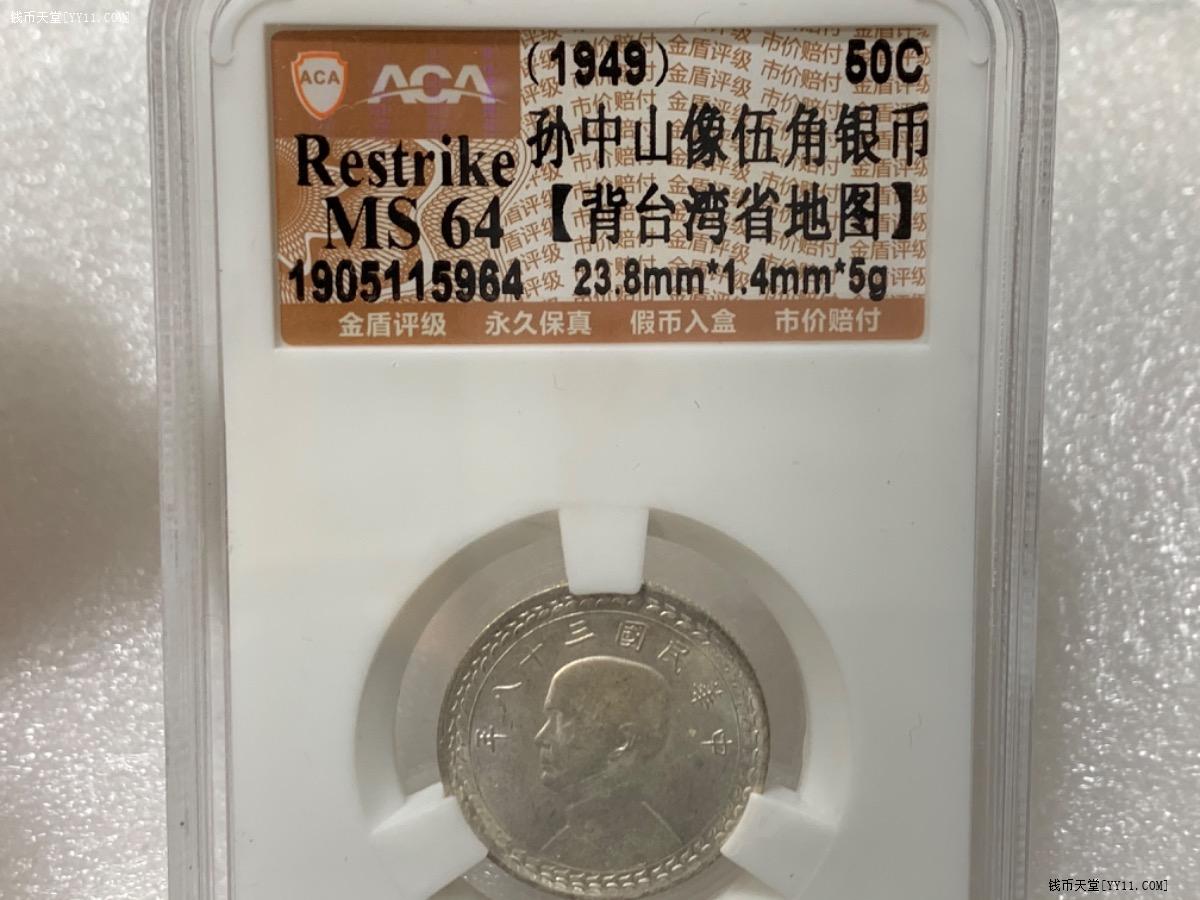 钱币天堂[YY11.COM]
ACA
ACA
(1949)
50C
孙中山像伍角银币
Restrike
【背台湾省地图】
MS 64
1905115964
23.8mm*1.4mm*5g
金盾评级 永久保真 假币入盒 市价赔付
中華民國三十八年
钱币天堂[YY11.COM]